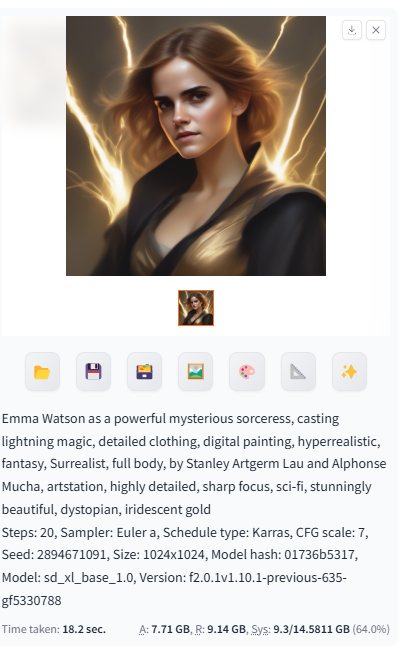 Emma Watson as a powerful mysterious sorceress, casting
lightning magic, detailed clothing, digital painting, hyperrealistic,
fantasy, Surrealist, full body, by Stanley Artgerm Lau and Alphonse
Mucha, artstation, highly detailed, sharp focus, sci-fi, stunningly
beautiful, dystopian, iridescent gold
Steps: 20, Sampler: Euler a, Schedule type: Karras, CFG scale: 7,
Seed: 2894671091, Size: 1024x1024, Model hash: 01736b5317,
Model: sd_xl_base_1.0, Version: f2.0.1v1.10.1-previous-635-
gf5330788
Time taken: 18.2 sec. A: 7.71 GB, R: 9.14 GB, Sys: 9.3/14.5811 GB (64.0%)